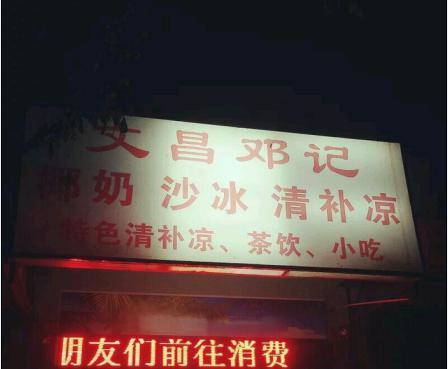 文昌邓记
椰奶 沙冰 清补凉
特色清补凉、茶饮、小吃
朋友们前往消费